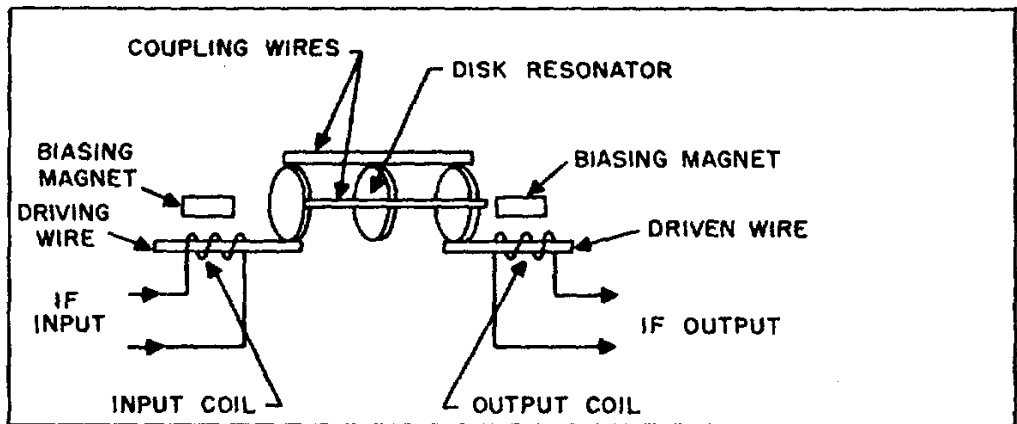 COUPLING WIRES
DISK RESONATOR
BIASING
MAGNET
BIASING MAGNET
DRIVING
WIRE
DRIVEN WIRE
IF
INPUT
IF OUTPUT
INPUT COIL
OUTPUT COIL